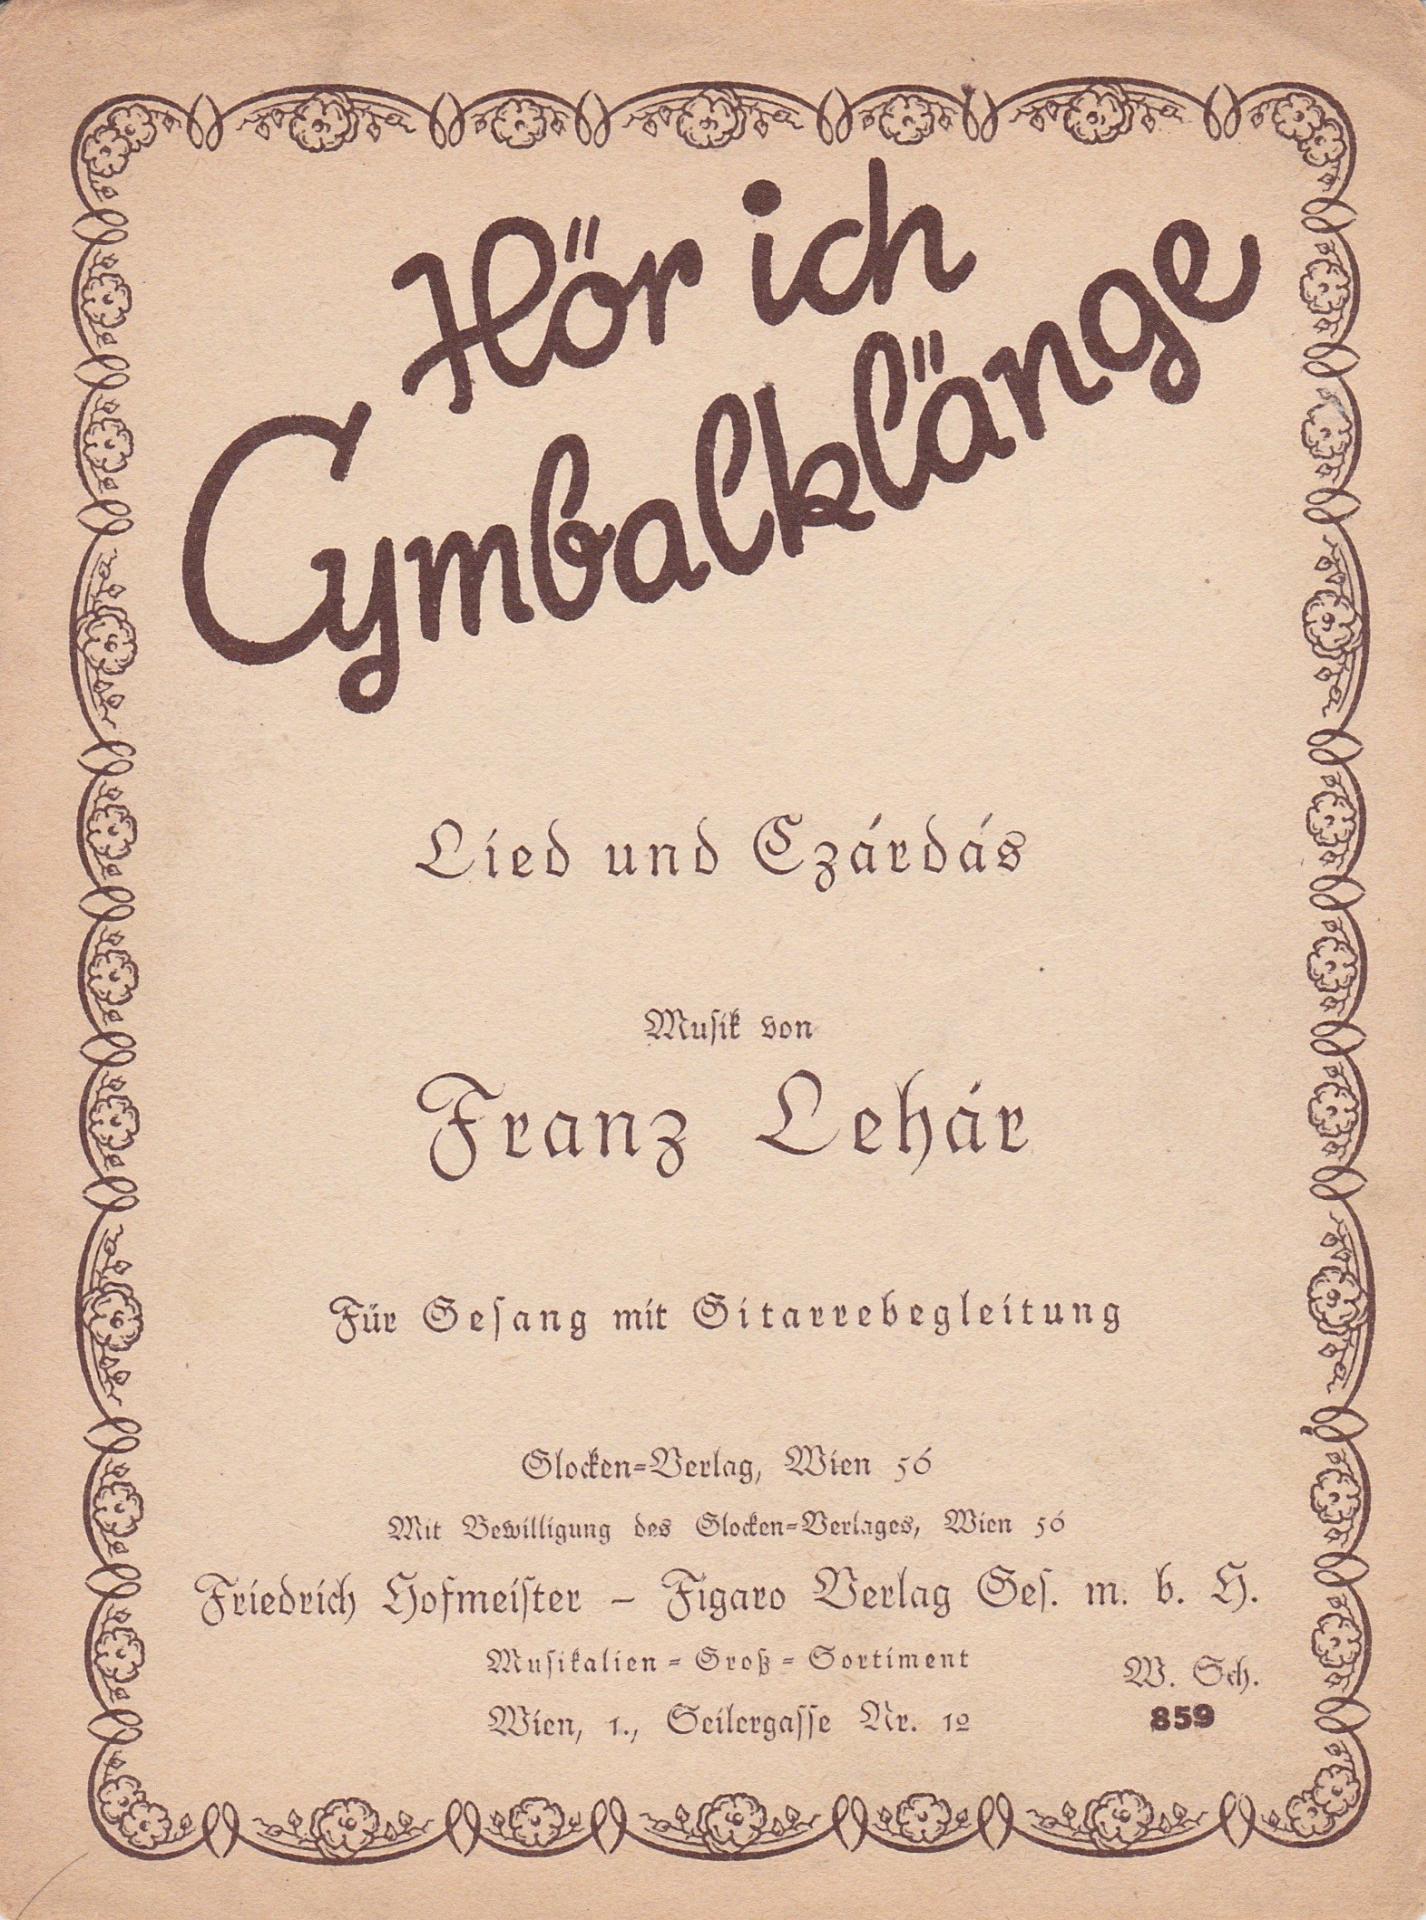 Hör ich
Cymbalklänge
Lied und Czárdás
Musik von
Franz Lehár
Für Gesang mit Gitarrebegleitung
Glocken=Verlag, Wien 56
Mit Bewilligung des Glocken=Verlages, Wien 56
Friedrich Hofmeister – Figaro Verlag Ges. m. b. H.
Musikalien=Groß=Sortiment
W. Sch.
Wien, 1., Seilergasse Nr. 12
859